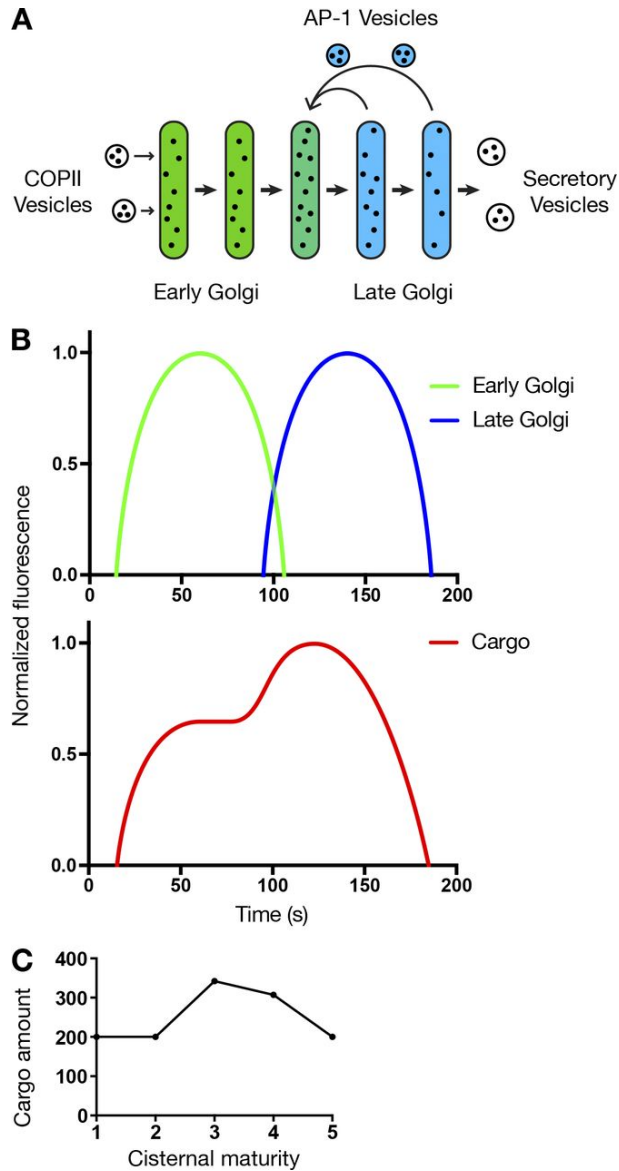 A
AP-1 Vesicles
COPII
Vesicles
Secretory
Vesicles
Early Golgi
Late Golgi
B
Normalized fluorescence
1.0
0.5
0.0
0 50 100 150 200
Early Golgi
Late Golgi
1.0
0.5
0.0
0 50 100 150 200
Cargo
Time (s)
C
Cargo amount
400
300
200
100
0
1 2 3 4 5
Cisternal maturity